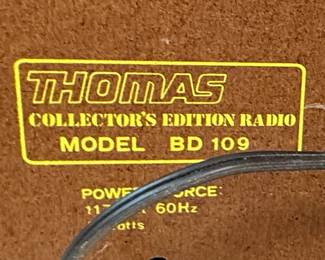 THOMAS
COLLECTOR'S EDITION RADIO
MODEL BD 109
60Hz